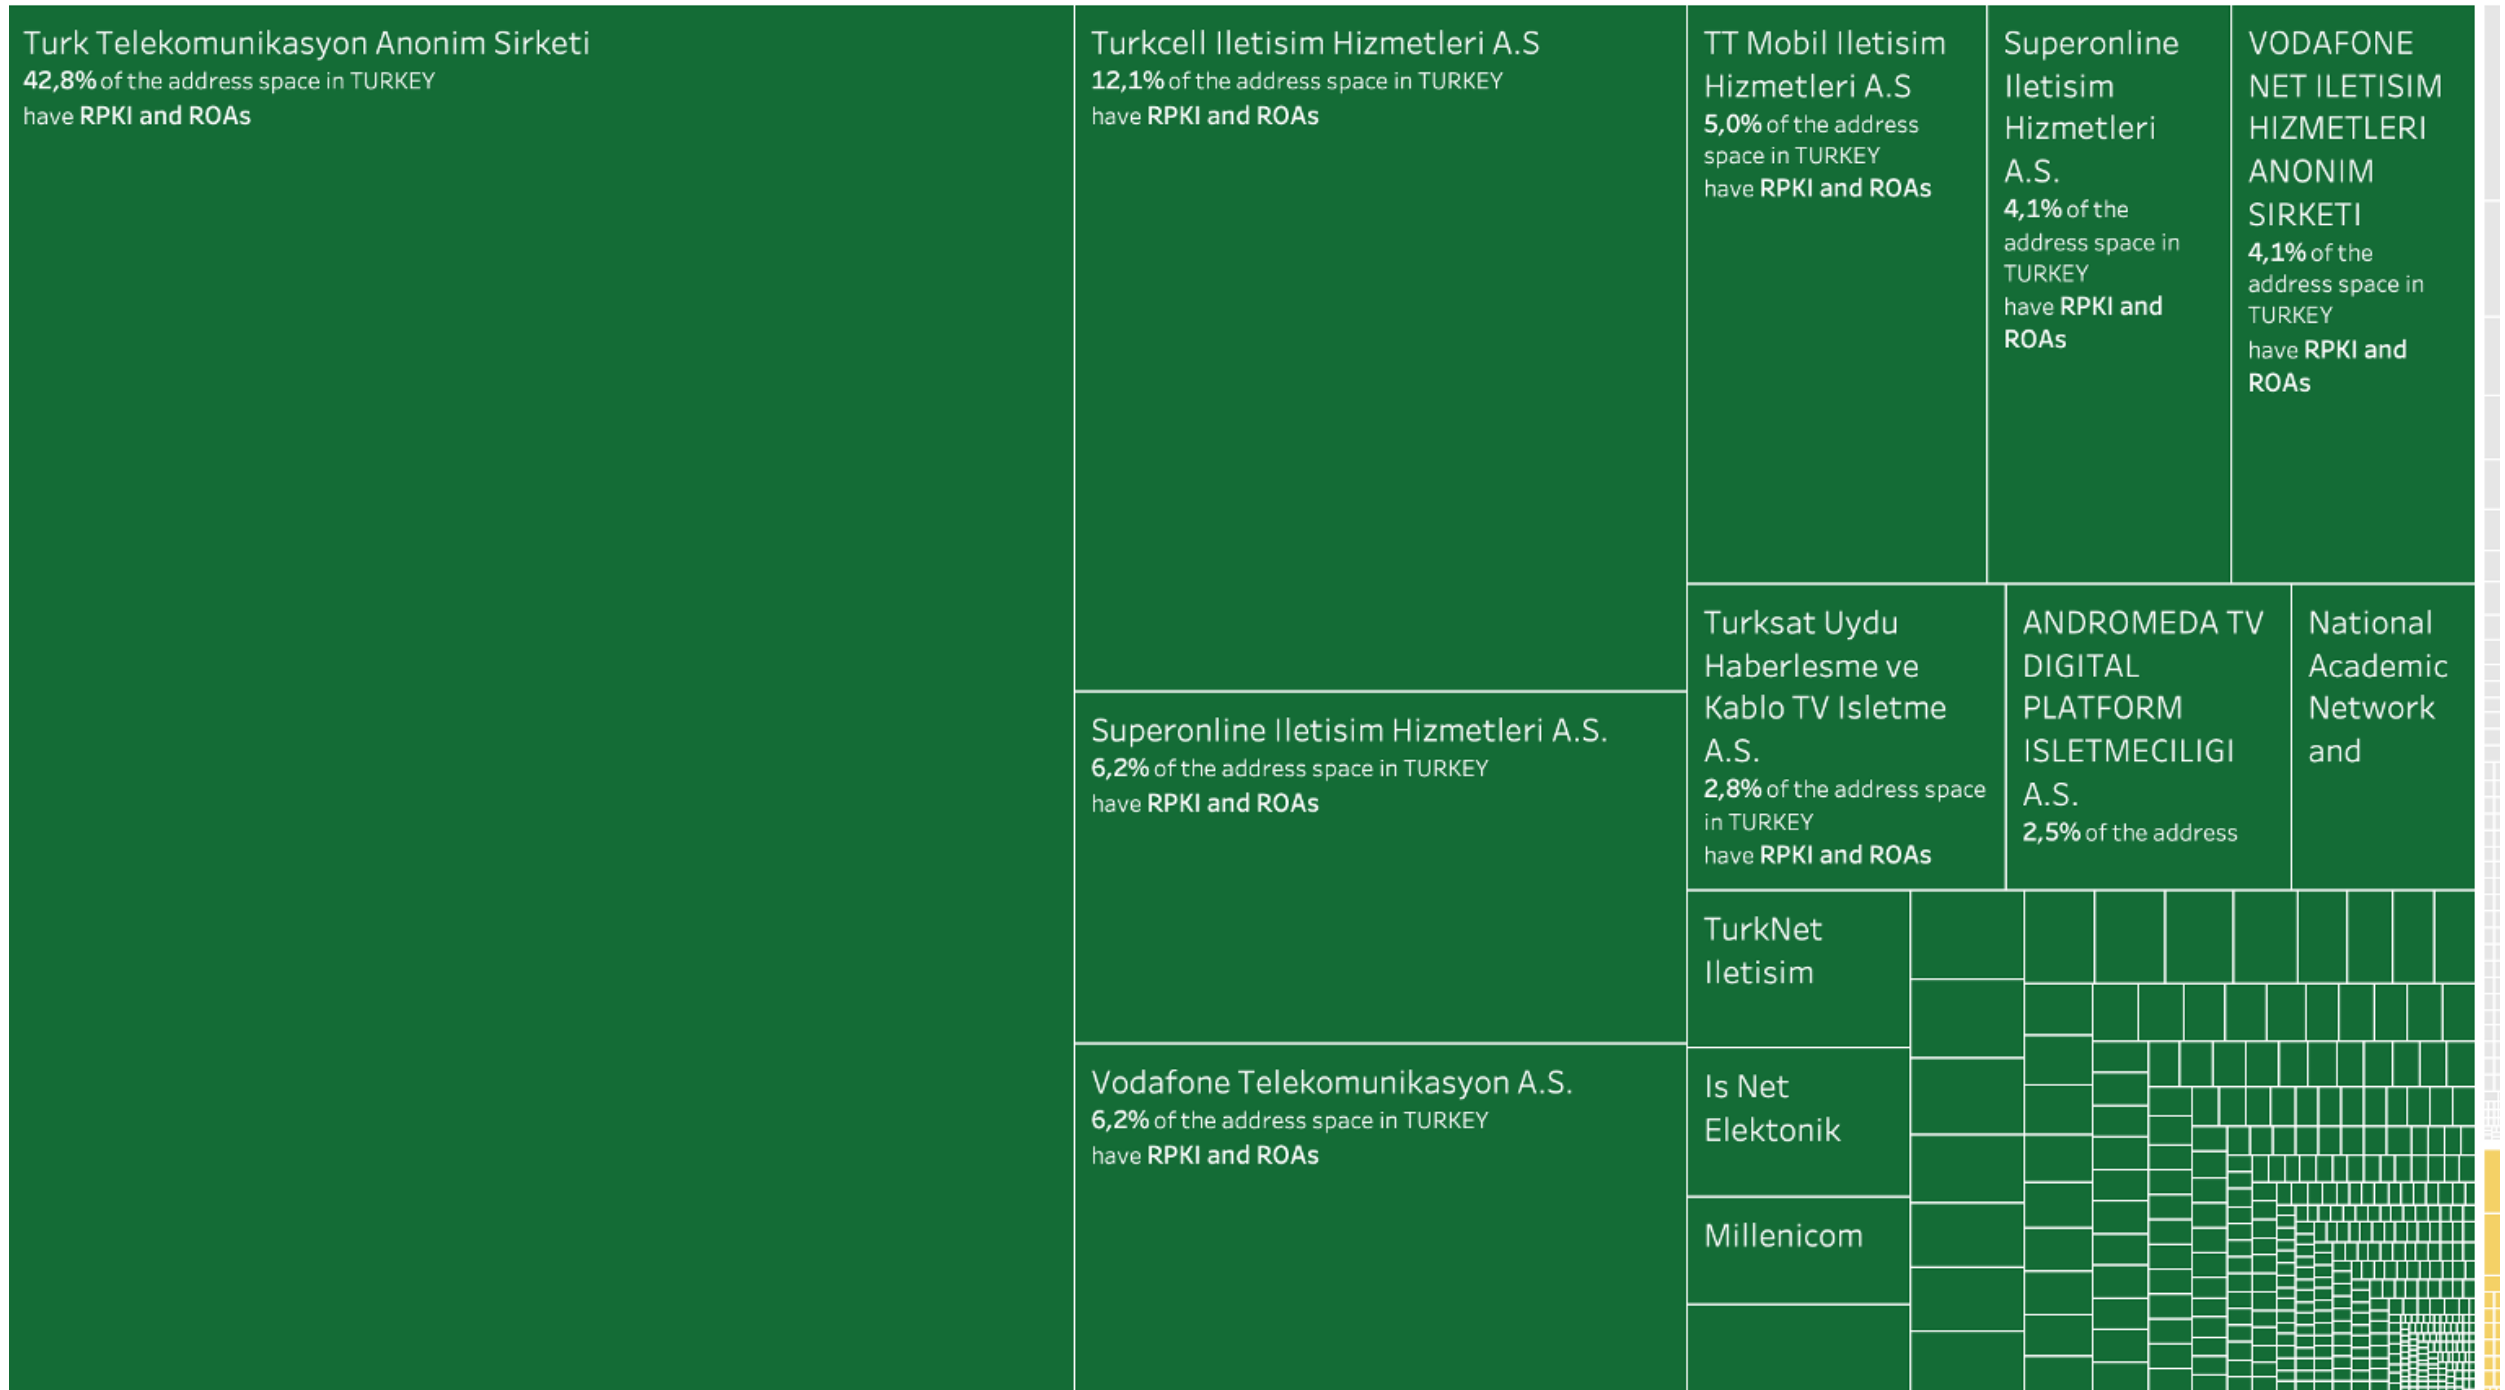 Turk Telekomunikasyon Anonim Sirketi
42,8% of the address space in TURKEY
have RPKI and ROAs
Turkcell Iletisim Hizmetleri A.S
12,1% of the address space in TURKEY
have RPKI and ROAs
Superonline Iletisim Hizmetleri A.S.
6,2% of the address space in TURKEY
have RPKI and ROAs
Vodafone Telekomunikasyon A.S.
6,2% of the address space in TURKEY
have RPKI and ROAs
TT Mobil Iletisim
Hizmetleri A.S
5,0% of the address
space in TURKEY
have RPKI and ROAs
Superonline
Iletisim
Hizmetleri
A.S.
4,1% of the
address space in
TURKEY
have RPKI and
ROAs
VODAFONE
NET ILETISIM
HIZMETLERI
ANONIM
SIRKETI
4,1% of the
address space in
TURKEY
have RPKI and
ROAs
Turksat Uydu
Haberlesme ve
Kablo TV Isletme
A.S.
2,8% of the address space
in TURKEY
have RPKI and ROAs
ANDROMEDA TV
DIGITAL
PLATFORM
ISLETMECILIGI
A.S.
2,5% of the address
National
Academic
Network
and
TurkNet
Iletisim
Is Net
Elektonik
Millenicom